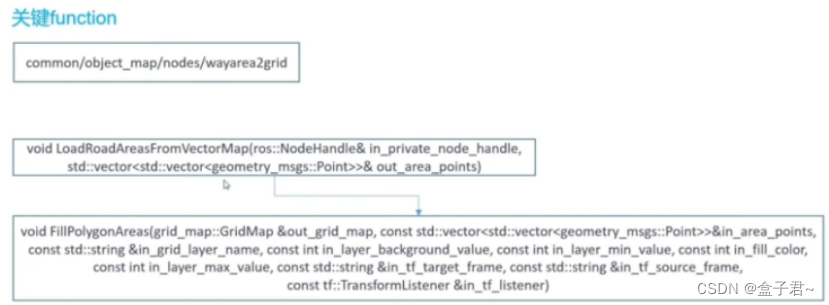 关键function
common/object_map/nodes/wayarea2grid
void LoadRoadAreasFromVectorMap(ros::NodeHandle& in_private_node_handle,
std::vector<std::vector<geometry_msgs::Point>>& out_area_points)
void FillPolygonAreas(grid_map::GridMap &out_grid_map, const std::vector<std::vector<geometry_msgs::Point>>&in_area_points,
const std::string &in_grid_layer_name, const int in_layer_background_value, const int in_layer_min_value, const int in_fill_color,
const int in_layer_max_value, const std::string &in_tf_target_frame, const std::string &in_tf_source_frame,
const tf::TransformListener &in_tf_listener)
CSDN @盒子君~